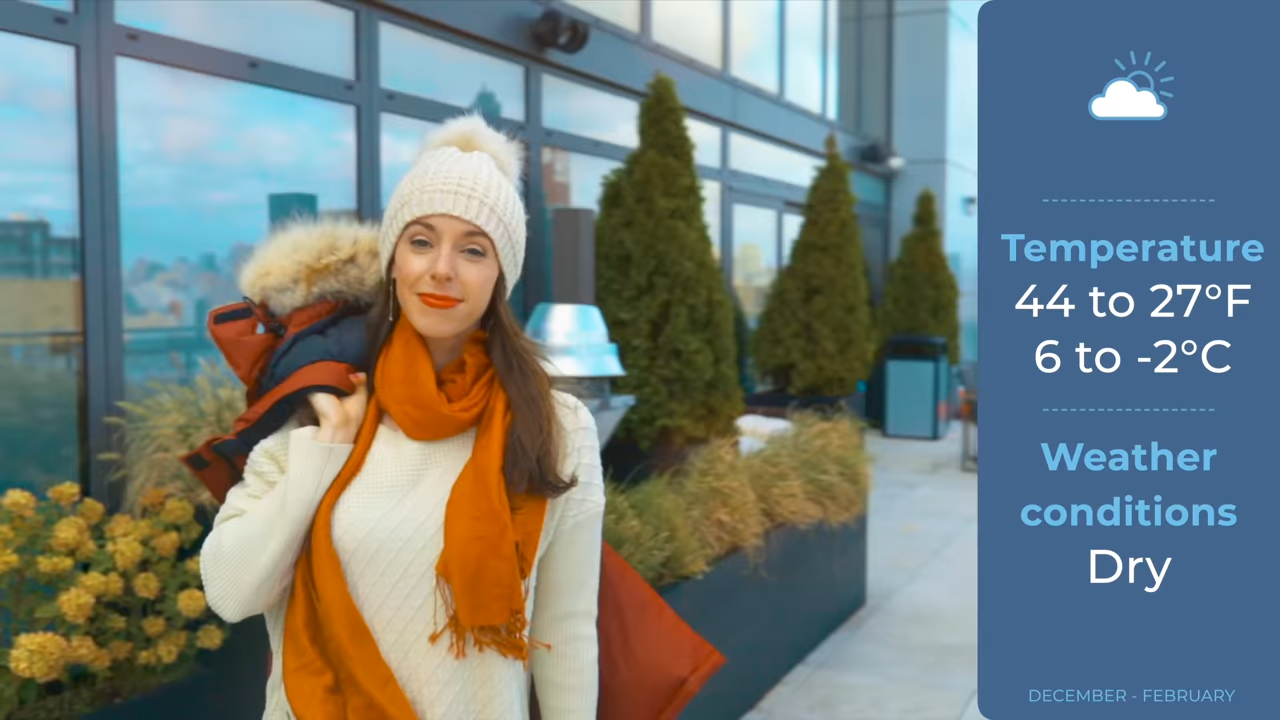 Temperature
44 to 27°F
6 to -2°C
Weather
conditions
Dry
DECEMBER - FEBRUARY